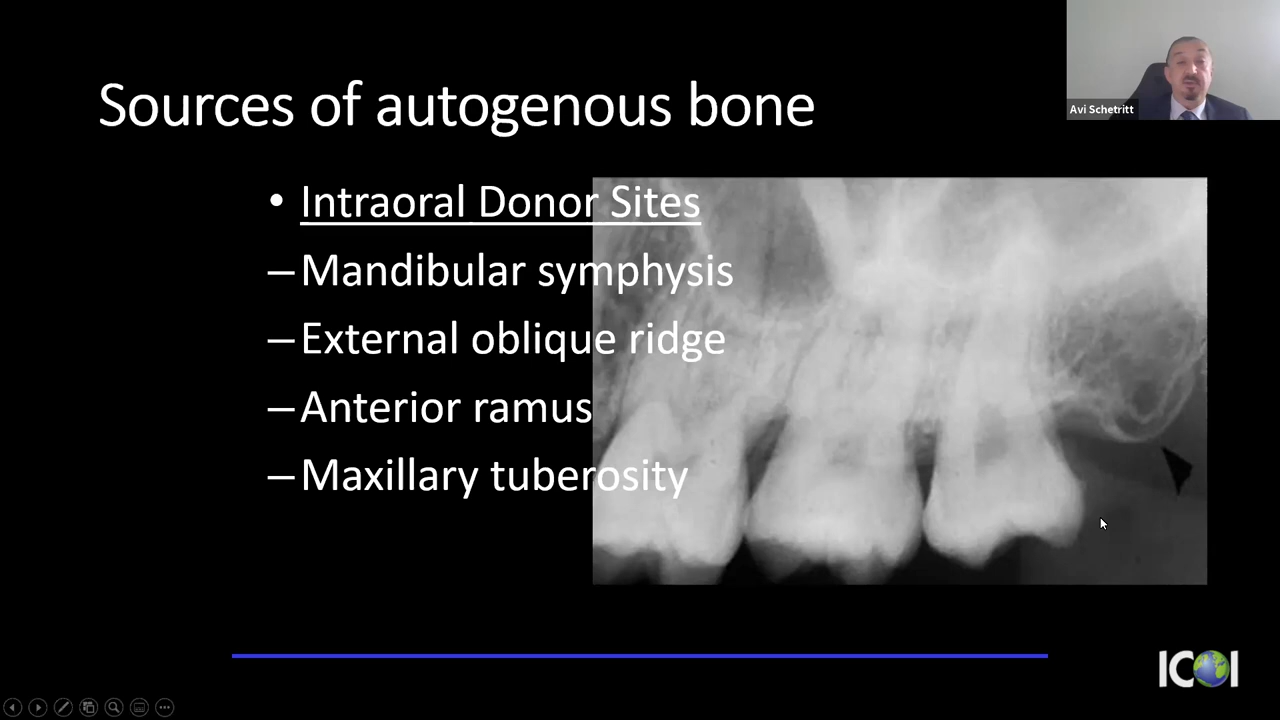 Sources of autogenous bone
Avi Schetritt
• Intraoral Donor Sites
– Mandibular symphysis
– External oblique ridge
– Anterior ramus
– Maxillary tuberosity
ICOI